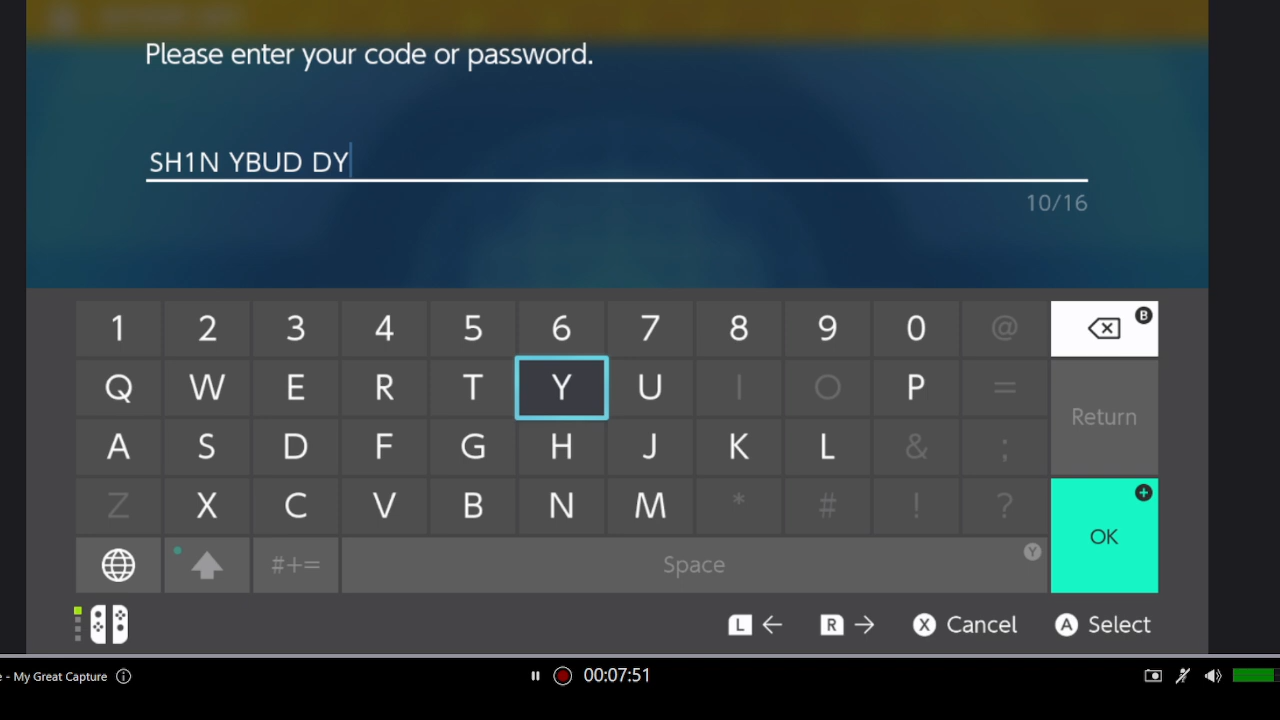 Please enter your code or password.
SH1N YBUD DY
10/16
1 2 3 4 5 6 7 8 9 0 @ B
Q W E R T Y U I O P =
Return
A S D F G H J K L & ;
Z X C V B N M * # ! ? +
OK
#+= Space Y
L ← R → X Cancel A Select
e - My Great Capture i 00:07:51